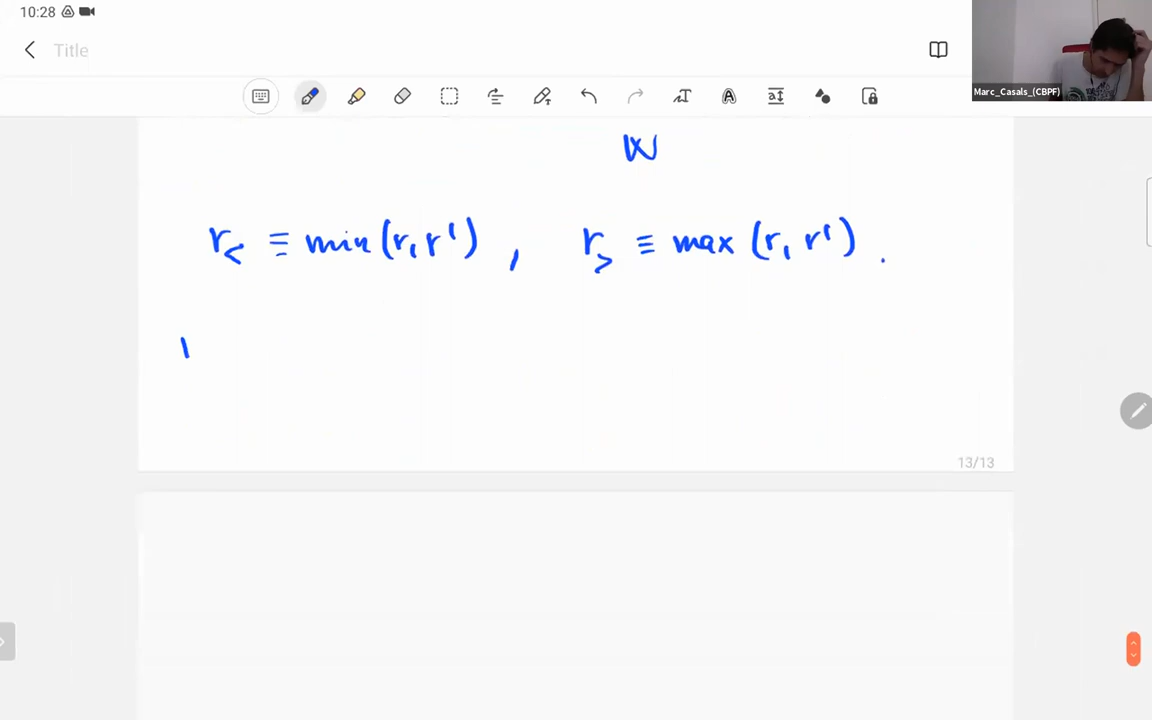 10:28
Title
Marc_Casals_(CBPF)
W
r< ≡ min(r, r') , r> ≡ max(r, r') .
13/13